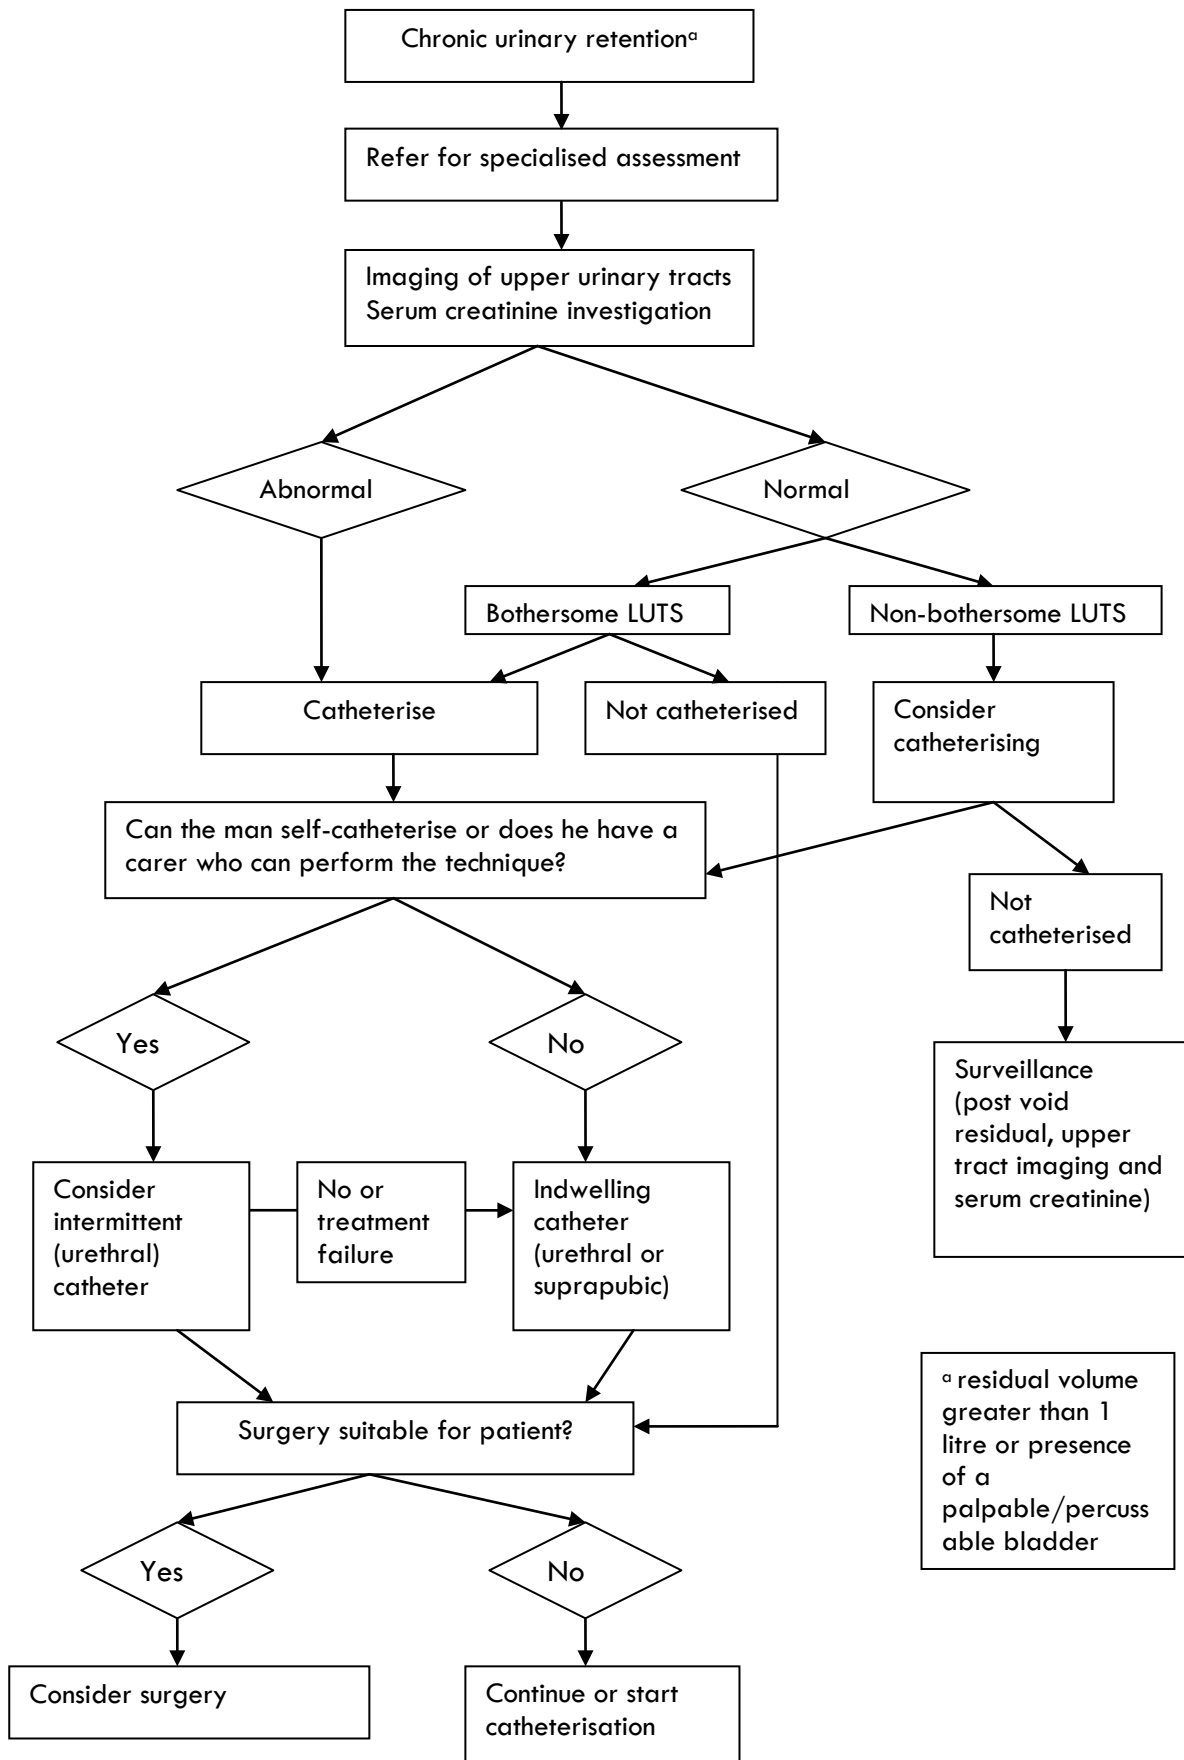 Chronic urinary retentionª
Refer for specialised assessment
Imaging of upper urinary tracts
Serum creatinine investigation
Abnormal
Normal
Bothersome LUTS
Non-bothersome LUTS
Catheterise
Not catheterised
Consider
catheterising
Can the man self-catheterise or does he have a
carer who can perform the technique?
Not
catheterised
Yes
No
Surveillance
(post void
residual, upper
tract imaging and
serum creatinine)
Consider
intermittent
(urethral)
catheter
No or
treatment
failure
Indwelling
catheter
(urethral or
suprapubic)
ª residual volume
greater than 1
litre or presence
of a
palpable/percuss
able bladder
Surgery suitable for patient?
Yes
No
Consider surgery
Continue or start
catheterisation